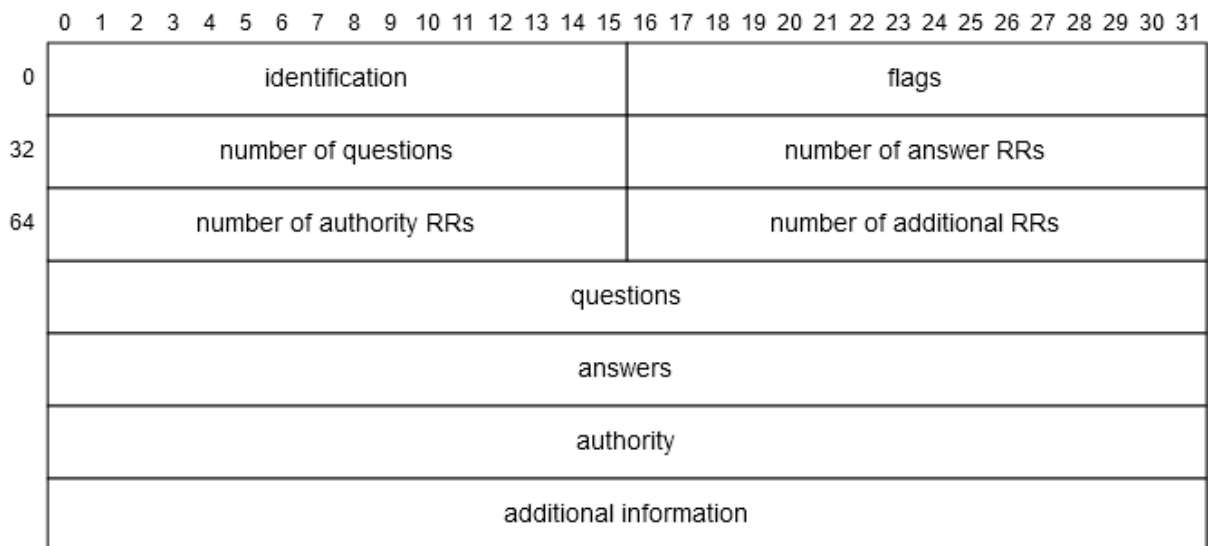 0 1 2 3 4 5 6 7 8 9 10 11 12 13 14 15 16 17 18 19 20 21 22 23 24 25 26 27 28 29 30 31
0 identification flags
32 number of questions number of answer RRs
64 number of authority RRs number of additional RRs
questions
answers
authority
additional information